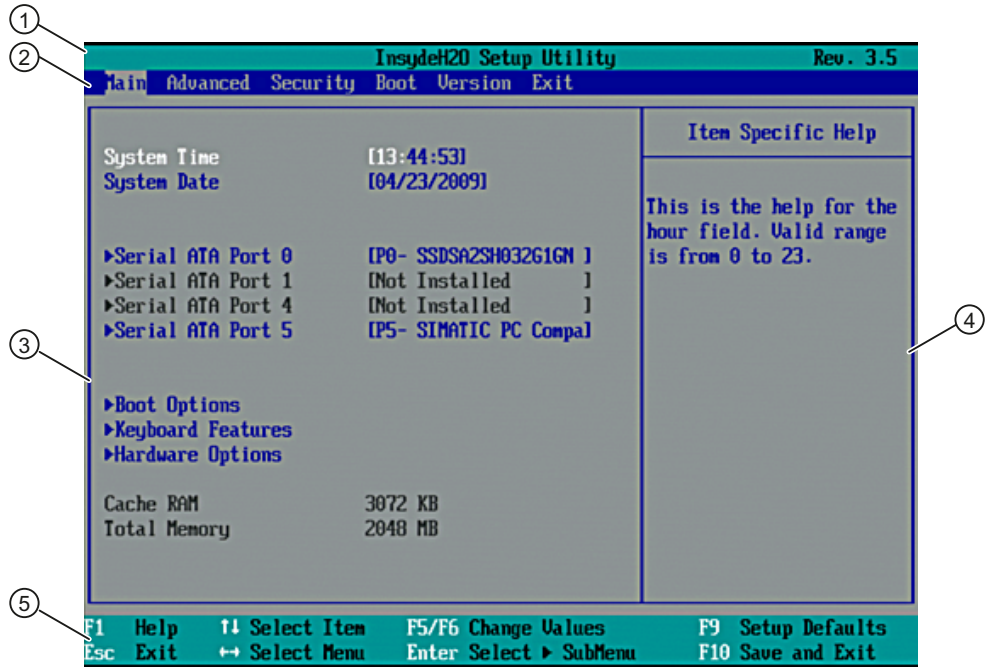 1
2
InsydeH2O Setup Utility Rev. 3.5
Main Advanced Security Boot Version Exit
Item Specific Help
System Time [13:44:53]
System Date [04/23/2009]
This is the help for the
hour field. Valid range
is from 0 to 23.
▶Serial ATA Port 0 [P0- SSDSA2SH032G1GN ]
▶Serial ATA Port 1 [Not Installed ]
▶Serial ATA Port 4 [Not Installed ]
▶Serial ATA Port 5 [P5- SIMATIC PC Compa]
3
4
▶Boot Options
▶Keyboard Features
▶Hardware Options
Cache RAM 3072 KB
Total Memory 2048 MB
5
F1 Help ↑↓ Select Item F5/F6 Change Values F9 Setup Defaults
Esc Exit ↔ Select Menu Enter Select ▶ SubMenu F10 Save and Exit